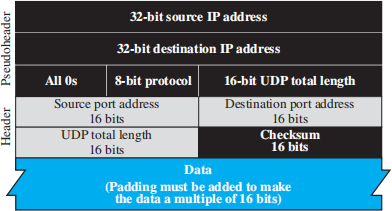 Pseudoheader
32-bit source IP address
32-bit destination IP address
All 0s
8-bit protocol
16-bit UDP total length
Header
Source port address
16 bits
Destination port address
16 bits
UDP total length
16 bits
Checksum
16 bits
Data
(Padding must be added to make
the data a multiple of 16 bits)